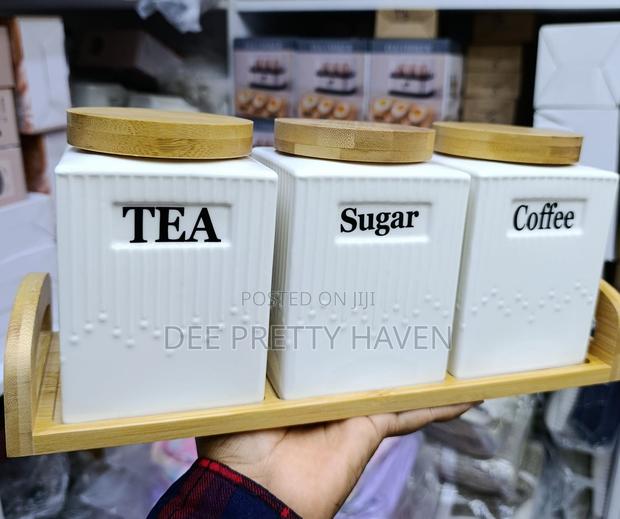 TEA
Sugar
Coffee
POSTED ON JIJI
DEE PRETTY HAVEN